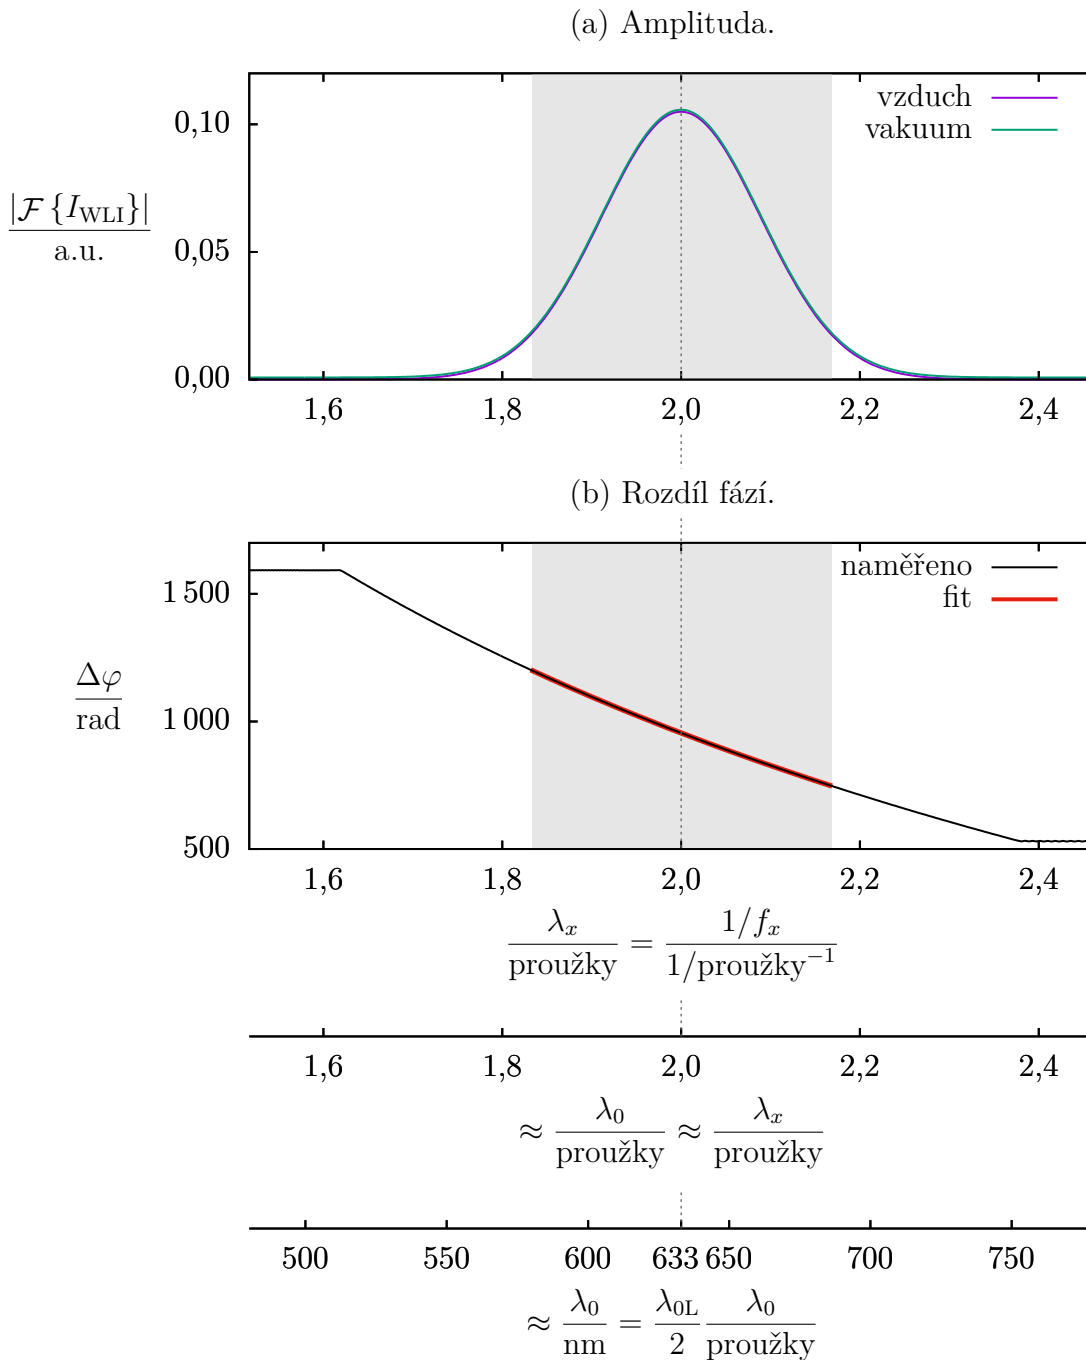 (a) Amplituda.
vzduch
vakuum
0,10
0,05
0,00
|ℱ {I_WLI}|
a.u.
1,6 1,8 2,0 2,2 2,4
(b) Rozdíl fází.
naměřeno
fit
1 500
1 000
500
Δφ
rad
1,6 1,8 2,0 2,2 2,4
λ_x / proužky = 1/f_x / 1/proužky⁻¹
1,6 1,8 2,0 2,2 2,4
≈ λ_0 / proužky ≈ λ_x / proužky
500 550 600 633 650 700 750
≈ λ_0 / nm = λ_0L / 2 λ_0 / proužky